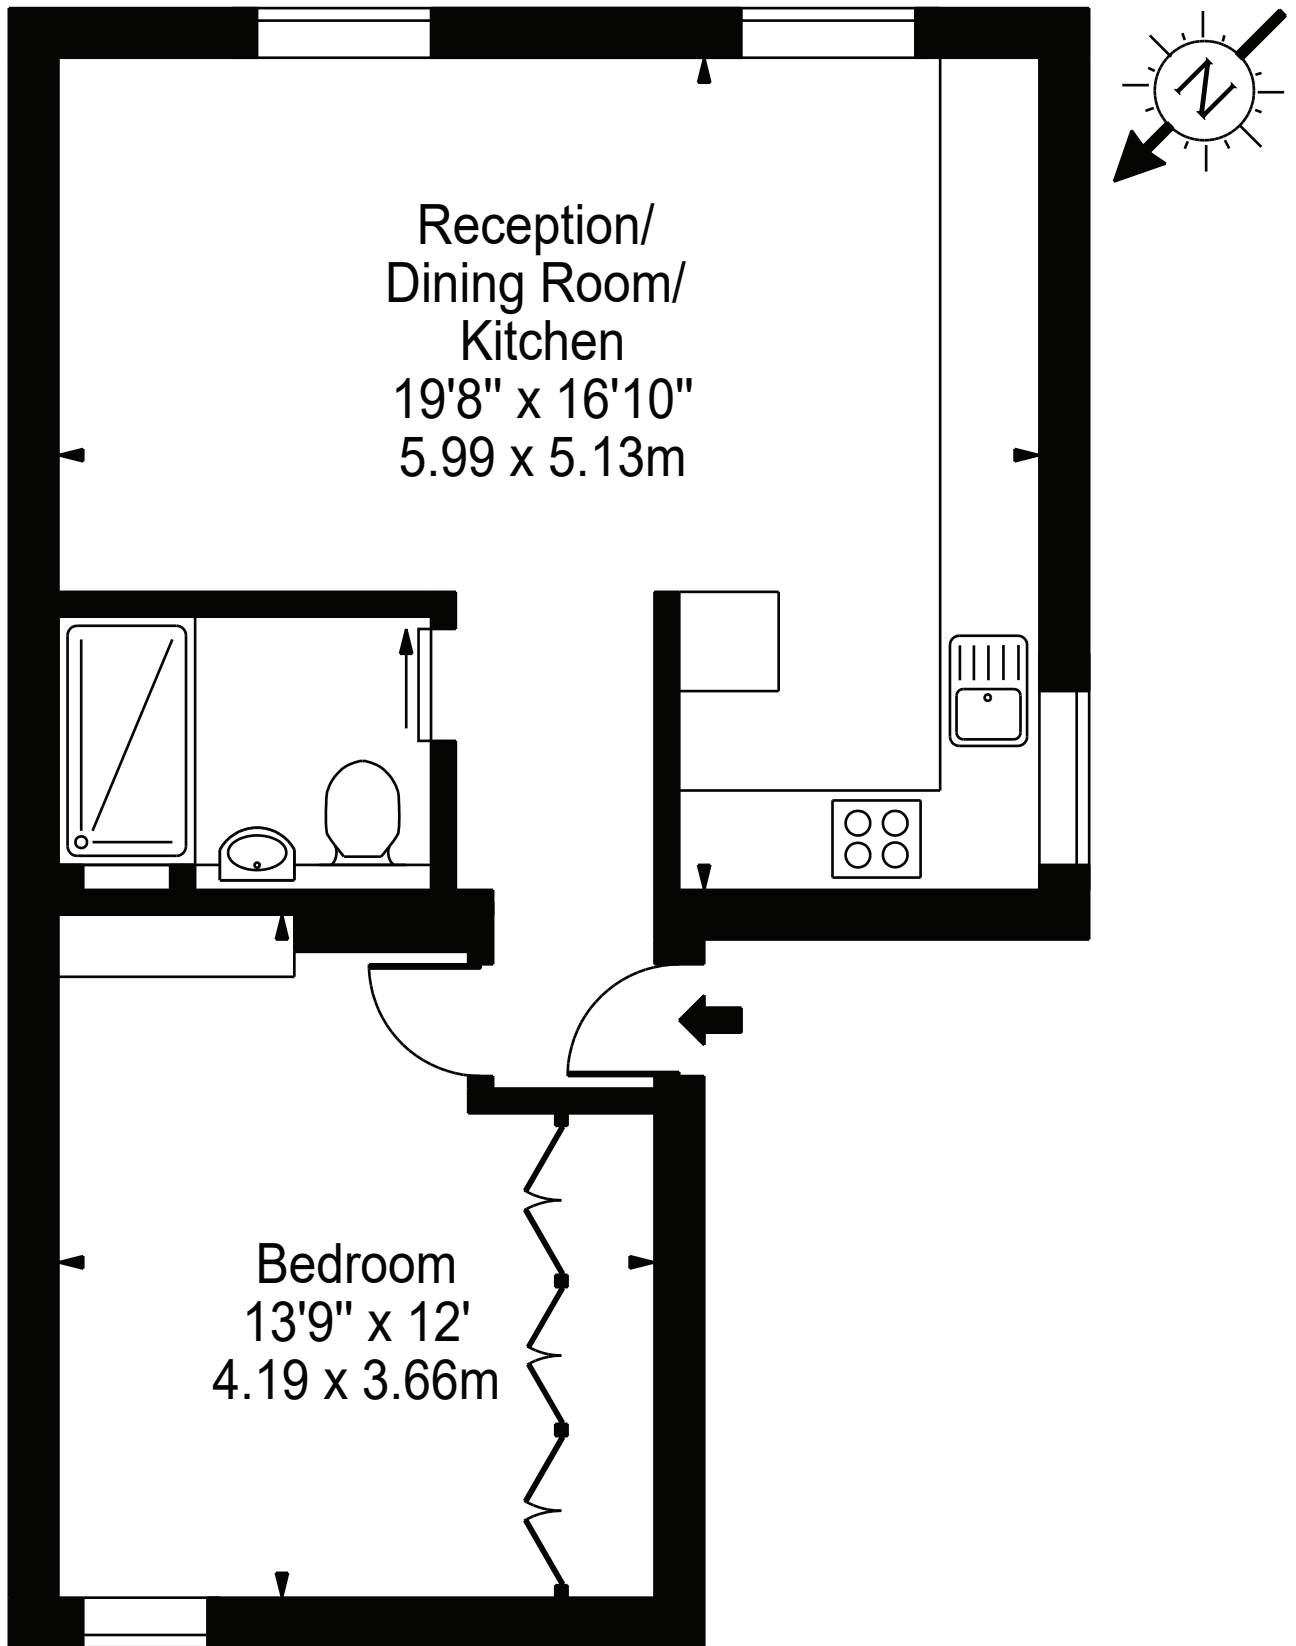 N
Reception/
Dining Room/
Kitchen
19'8" x 16'10"
5.99 x 5.13m
Bedroom
13'9" x 12'
4.19 x 3.66m